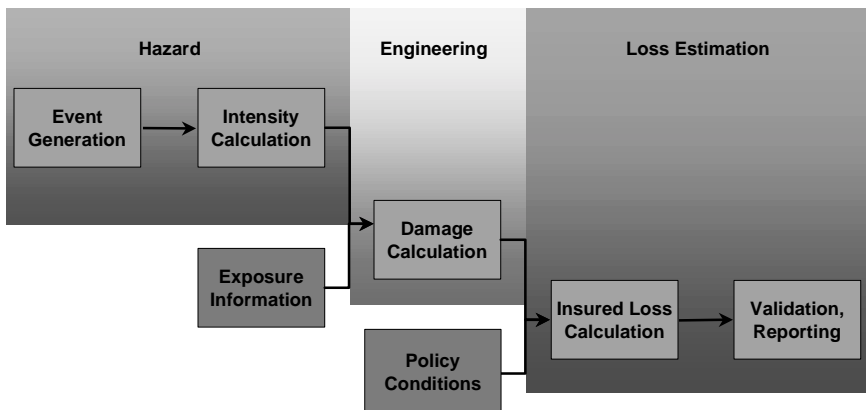 Hazard
Engineering
Loss Estimation
Event
Generation
Intensity
Calculation
Damage
Calculation
Exposure
Information
Insured Loss
Calculation
Validation,
Reporting
Policy
Conditions